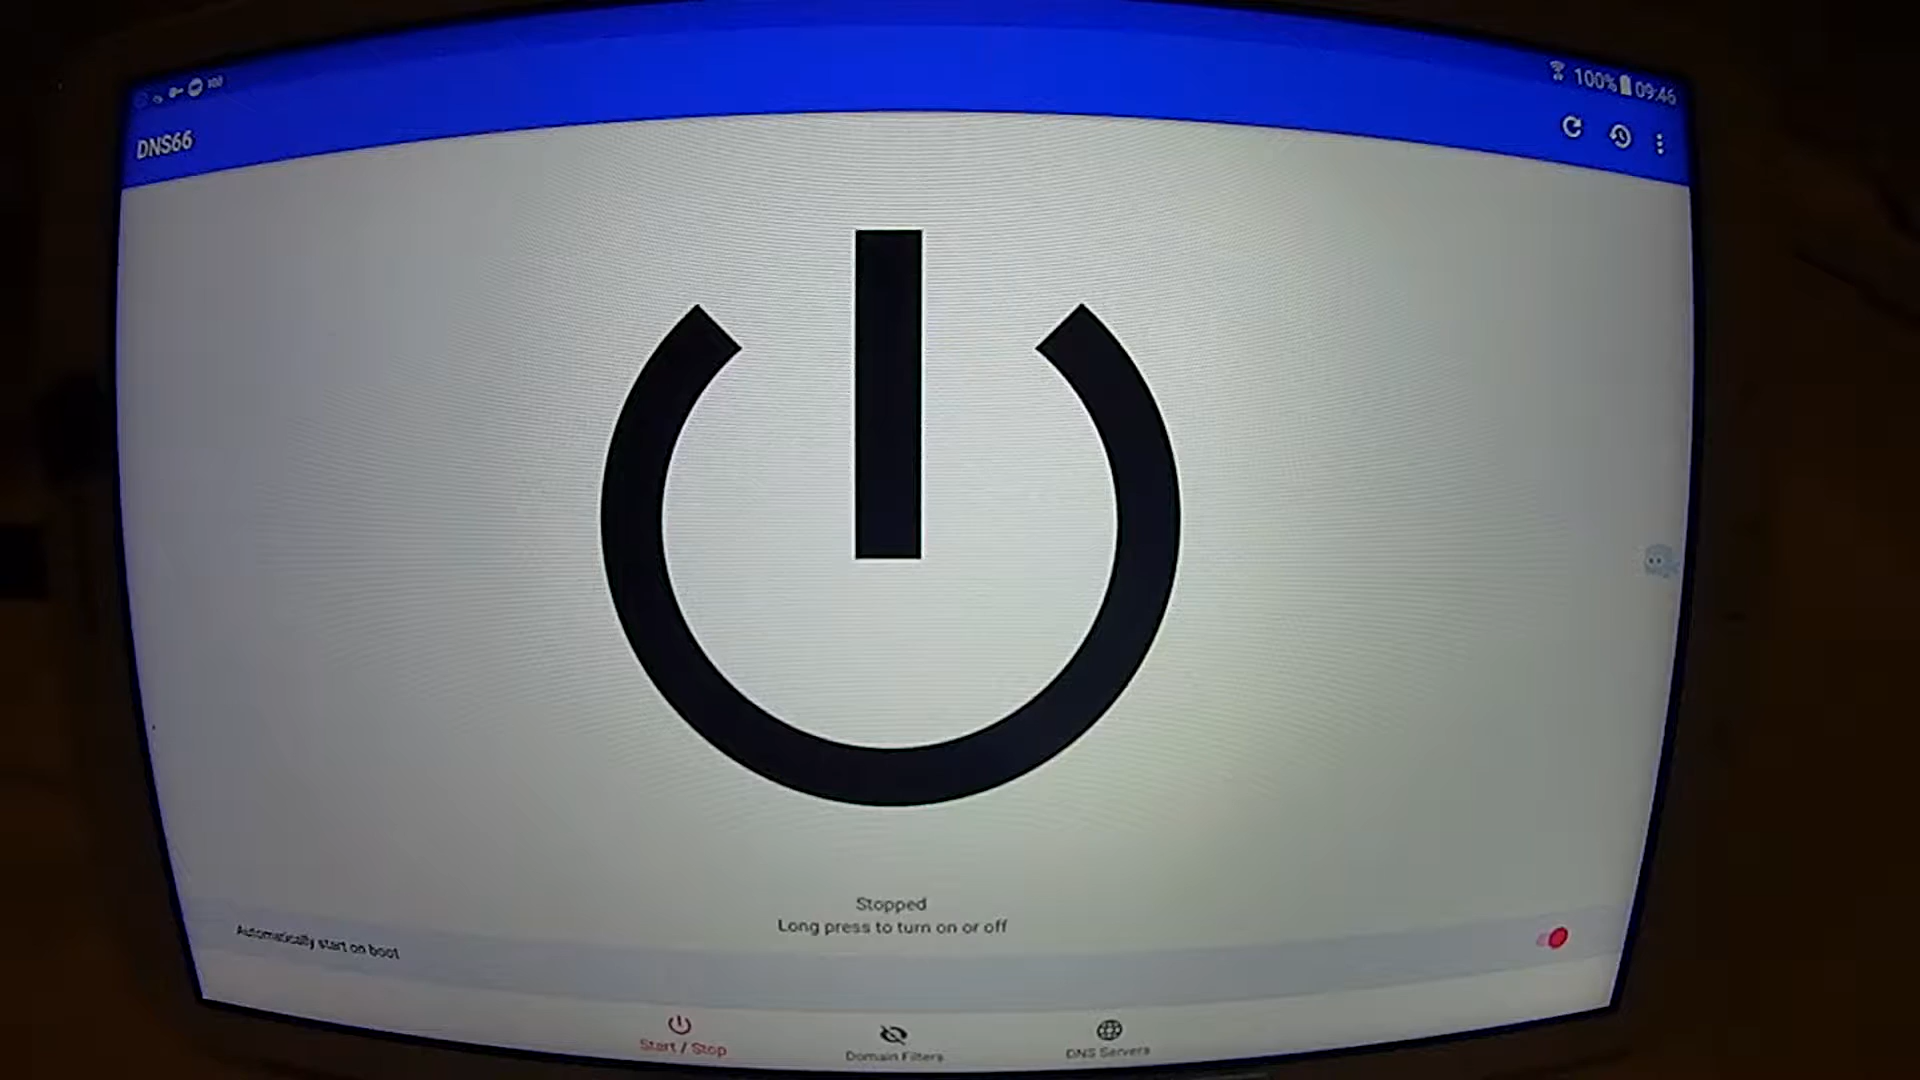 100% 09:46
DNS66
Stopped
Long press to turn on or off
Automatically start on boot
Start / Stop
Domain Filters
DNS Servers